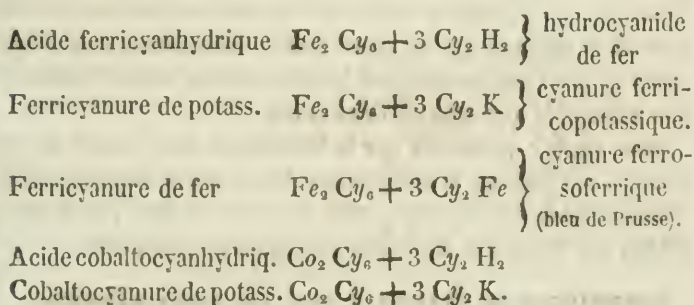 Acide ferricyanhydrique Fe₂ Cy₆ + 3 Cy₂ H₂ } hydrocyanide
de fer
Ferricyanure de potass. Fe₂ Cy₆ + 3 Cy₂ K } cyanure ferri-
copotassique.
cyanure ferro-
Ferricyanure de fer Fe₂ Cy₆ + 3 Cy₂ Fe } soferrique
(bleu de Prusse).
Acide cobaltocyanhydriq. Co₂ Cy₆ + 3 Cy₂ H₂.
Cobaltocyanure de potass. Co₂ Cy₆ + 3 Cy₂ K.